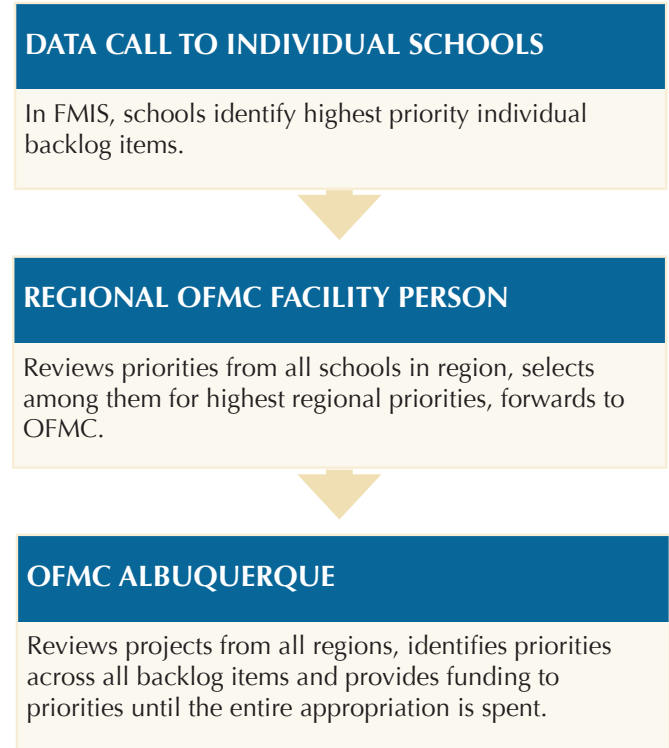 DATA CALL TO INDIVIDUAL SCHOOLS
In FMIS, schools identify highest priority individual
backlog items.
REGIONAL OFMC FACILITY PERSON
Reviews priorities from all schools in region, selects
among them for highest regional priorities, forwards to
OFMC.
OFMC ALBUQUERQUE
Reviews projects from all regions, identifies priorities
across all backlog items and provides funding to
priorities until the entire appropriation is spent.